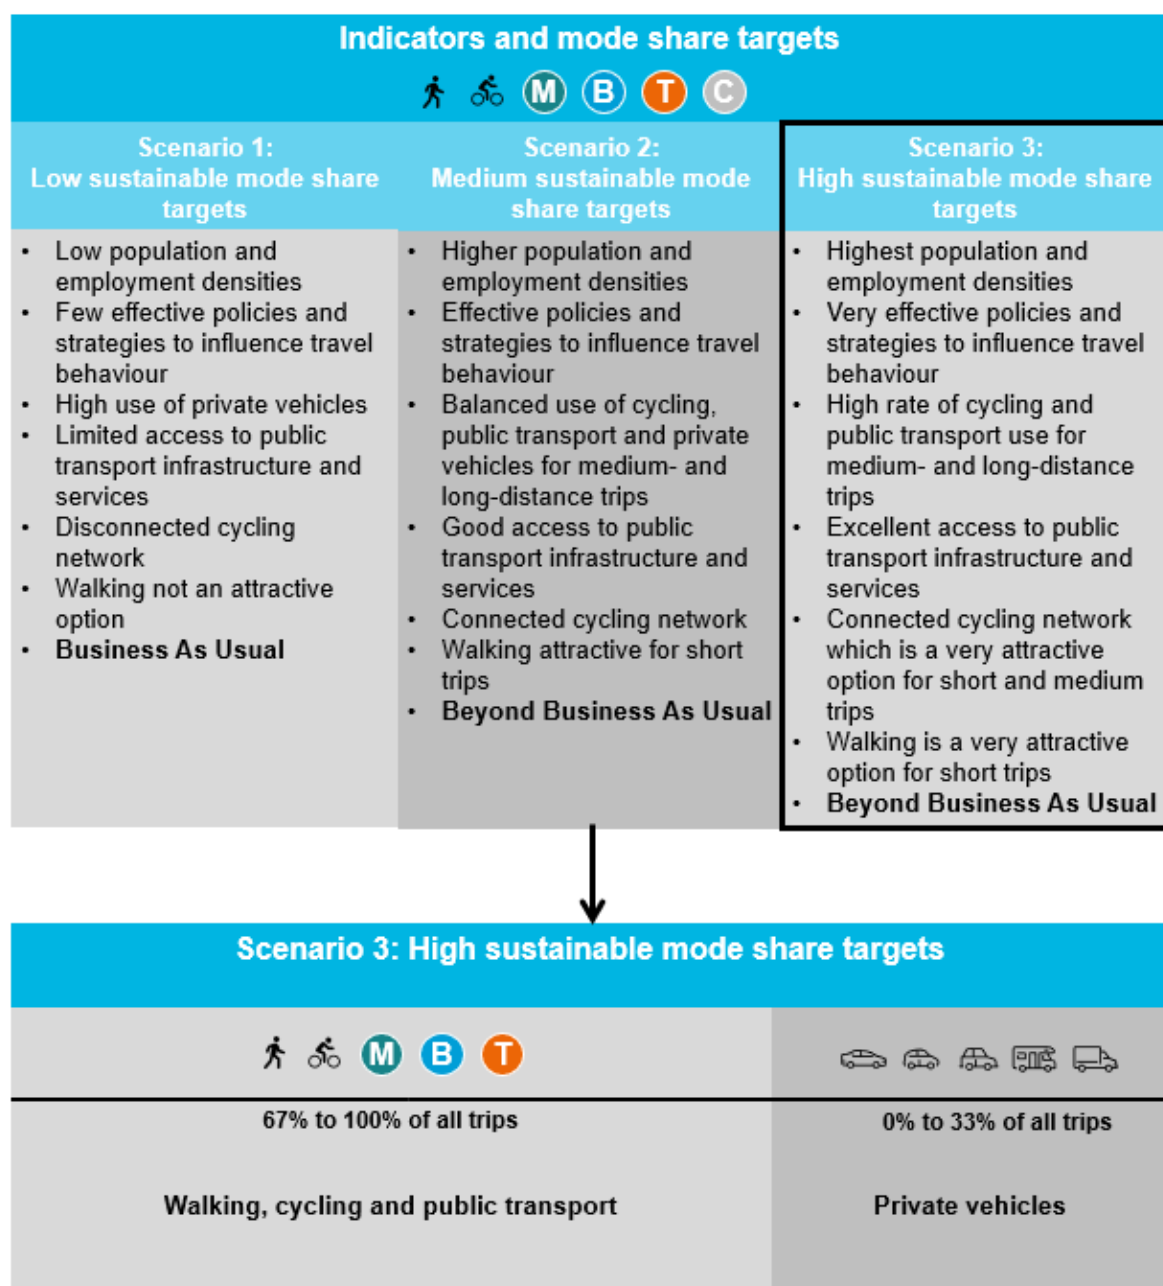 Indicators and mode share targets
M B T C
Scenario 1:
Low sustainable mode share
targets
• Low population and
employment densities
• Few effective policies and
strategies to influence travel
behaviour
• High use of private vehicles
• Limited access to public
transport infrastructure and
services
• Disconnected cycling
network
• Walking not an attractive
option
• Business As Usual
Scenario 2:
Medium sustainable mode
share targets
• Higher population and
employment densities
• Effective policies and
strategies to influence travel
behaviour
• Balanced use of cycling,
public transport and private
vehicles for medium- and
long-distance trips
• Good access to public
transport infrastructure and
services
• Connected cycling network
• Walking attractive for short
trips
• Beyond Business As Usual
Scenario 3:
High sustainable mode share
targets
• Highest population and
employment densities
• Very effective policies and
strategies to influence travel
behaviour
• High rate of cycling and
public transport use for
medium- and long-distance
trips
• Excellent access to public
transport infrastructure and
services
• Connected cycling network
which is a very attractive
option for short and medium
trips
• Walking is a very attractive
option for short trips
• Beyond Business As Usual
Scenario 3: High sustainable mode share targets
M B T
67% to 100% of all trips
Walking, cycling and public transport
0% to 33% of all trips
Private vehicles